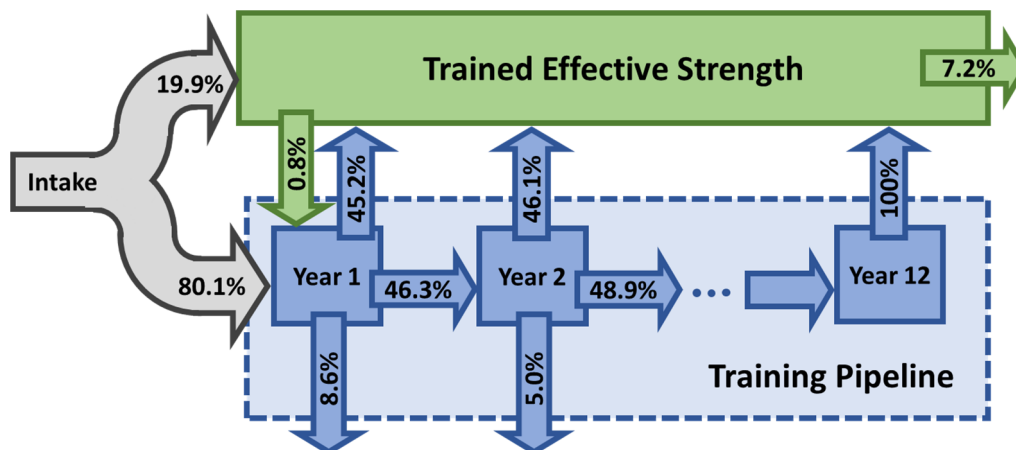 Trained Effective Strength
7.2%
19.9%
0.8%
45.2%
46.1%
100%
Intake
80.1%
Year 1
46.3%
Year 2
48.9%
...
Year 12
8.6%
5.0%
Training Pipeline